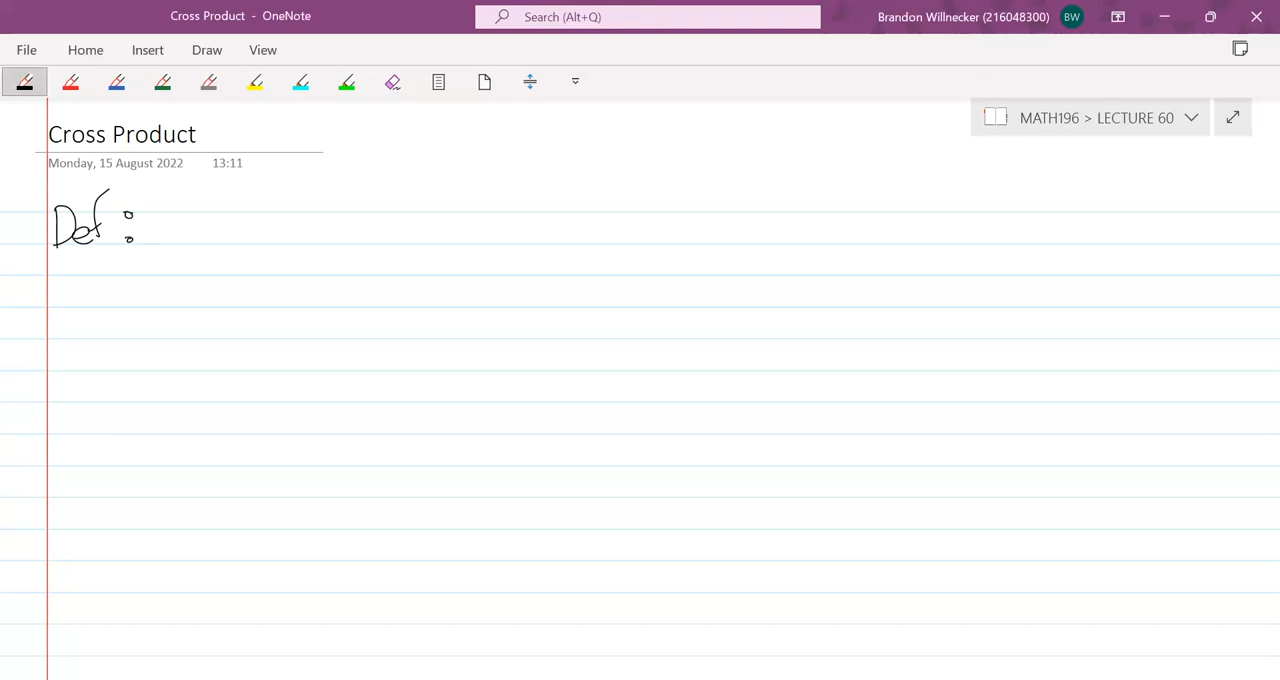 Cross Product - OneNote
Search (Alt+Q)
Brandon Willnecker (216048300)
BW
File Home Insert Draw View
MATH196 > LECTURE 60
Cross Product
Monday, 15 August 2022 13:11
Def :